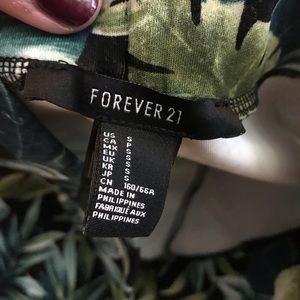 FOREVER 21
US S
CA S
MX P
EU S
UK S
KR S
JP S
CN 160/66A
MADE IN
PHILIPPINES
FABRIQUÉ AUX
PHILIPPINES